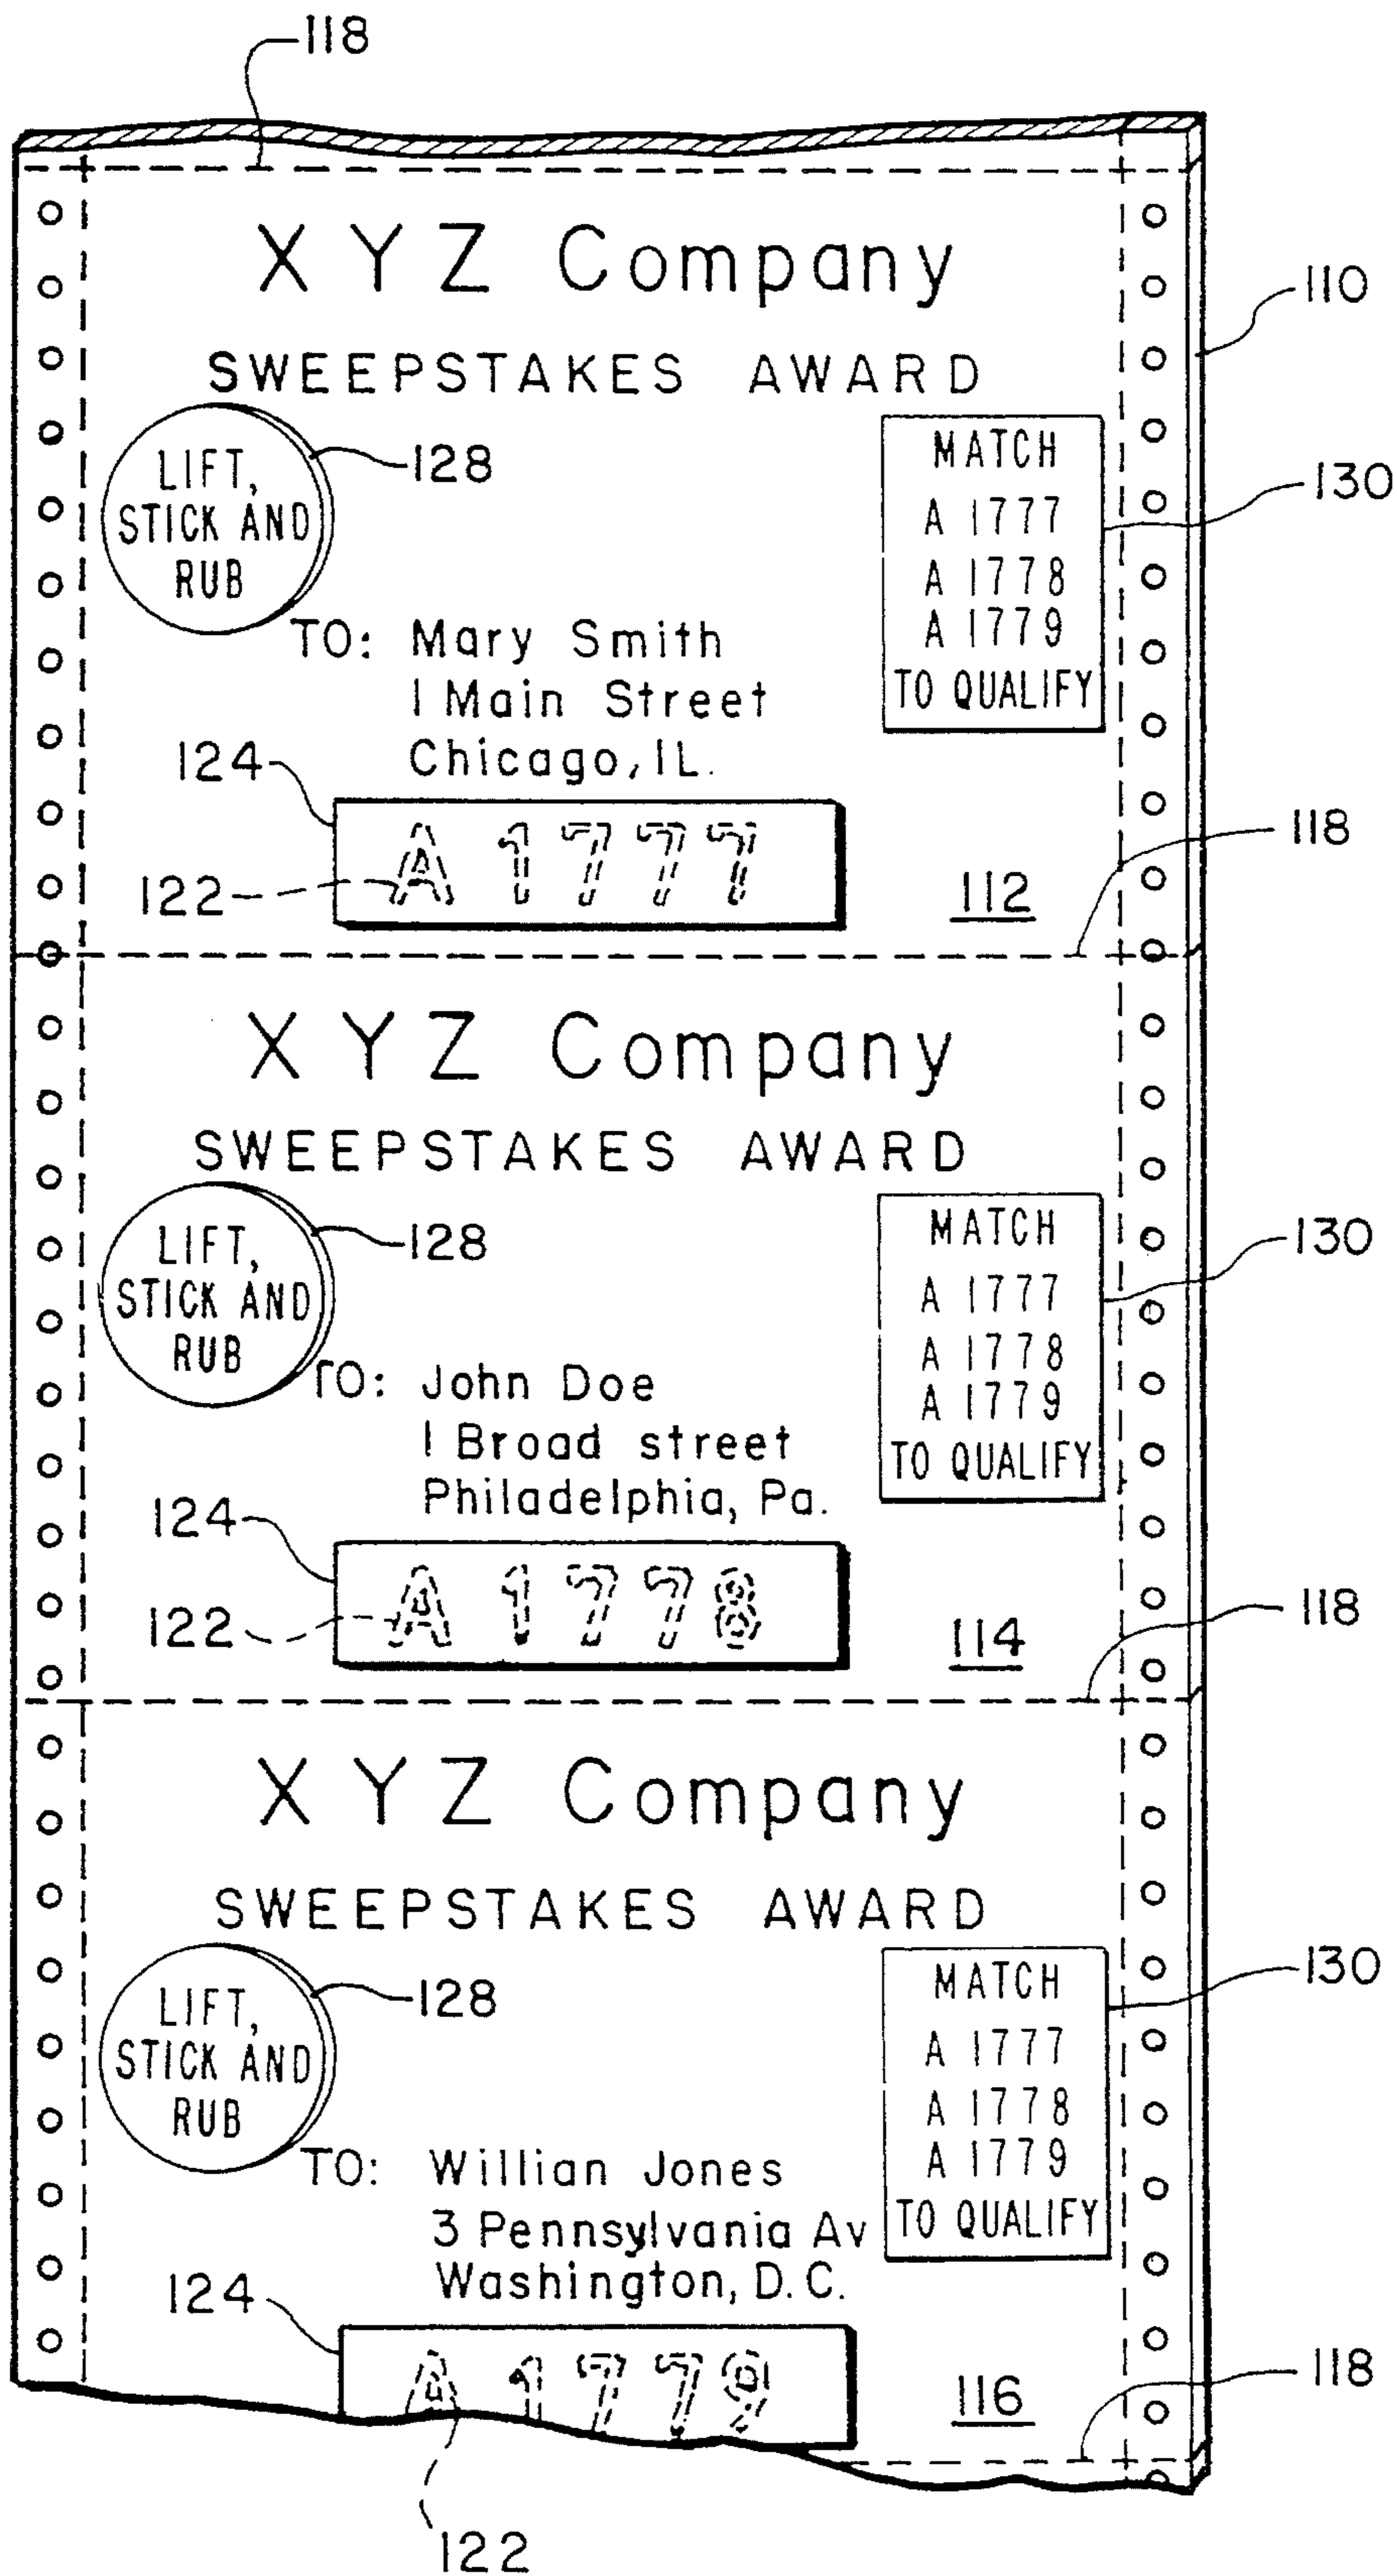 118
X Y Z Company
110
SWEEPSTAKES AWARD
LIFT,
STICK AND
RUB
128
MATCH
A 1777
A 1778
A 1779
TO QUALIFY
130
TO: Mary Smith
1 Main Street
Chicago, IL.
124
A 1777
122
112
118
X Y Z Company
SWEEPSTAKES AWARD
LIFT,
STICK AND
RUB
128
MATCH
A 1777
A 1778
A 1779
TO QUALIFY
130
TO: John Doe
1 Broad street
Philadelphia, Pa.
124
A 1778
122
114
118
X Y Z Company
SWEEPSTAKES AWARD
LIFT,
STICK AND
RUB
128
MATCH
A 1777
A 1778
A 1779
TO QUALIFY
130
TO: Willian Jones
3 Pennsylvania Av
Washington, D.C.
124
A 1779
116
118
122